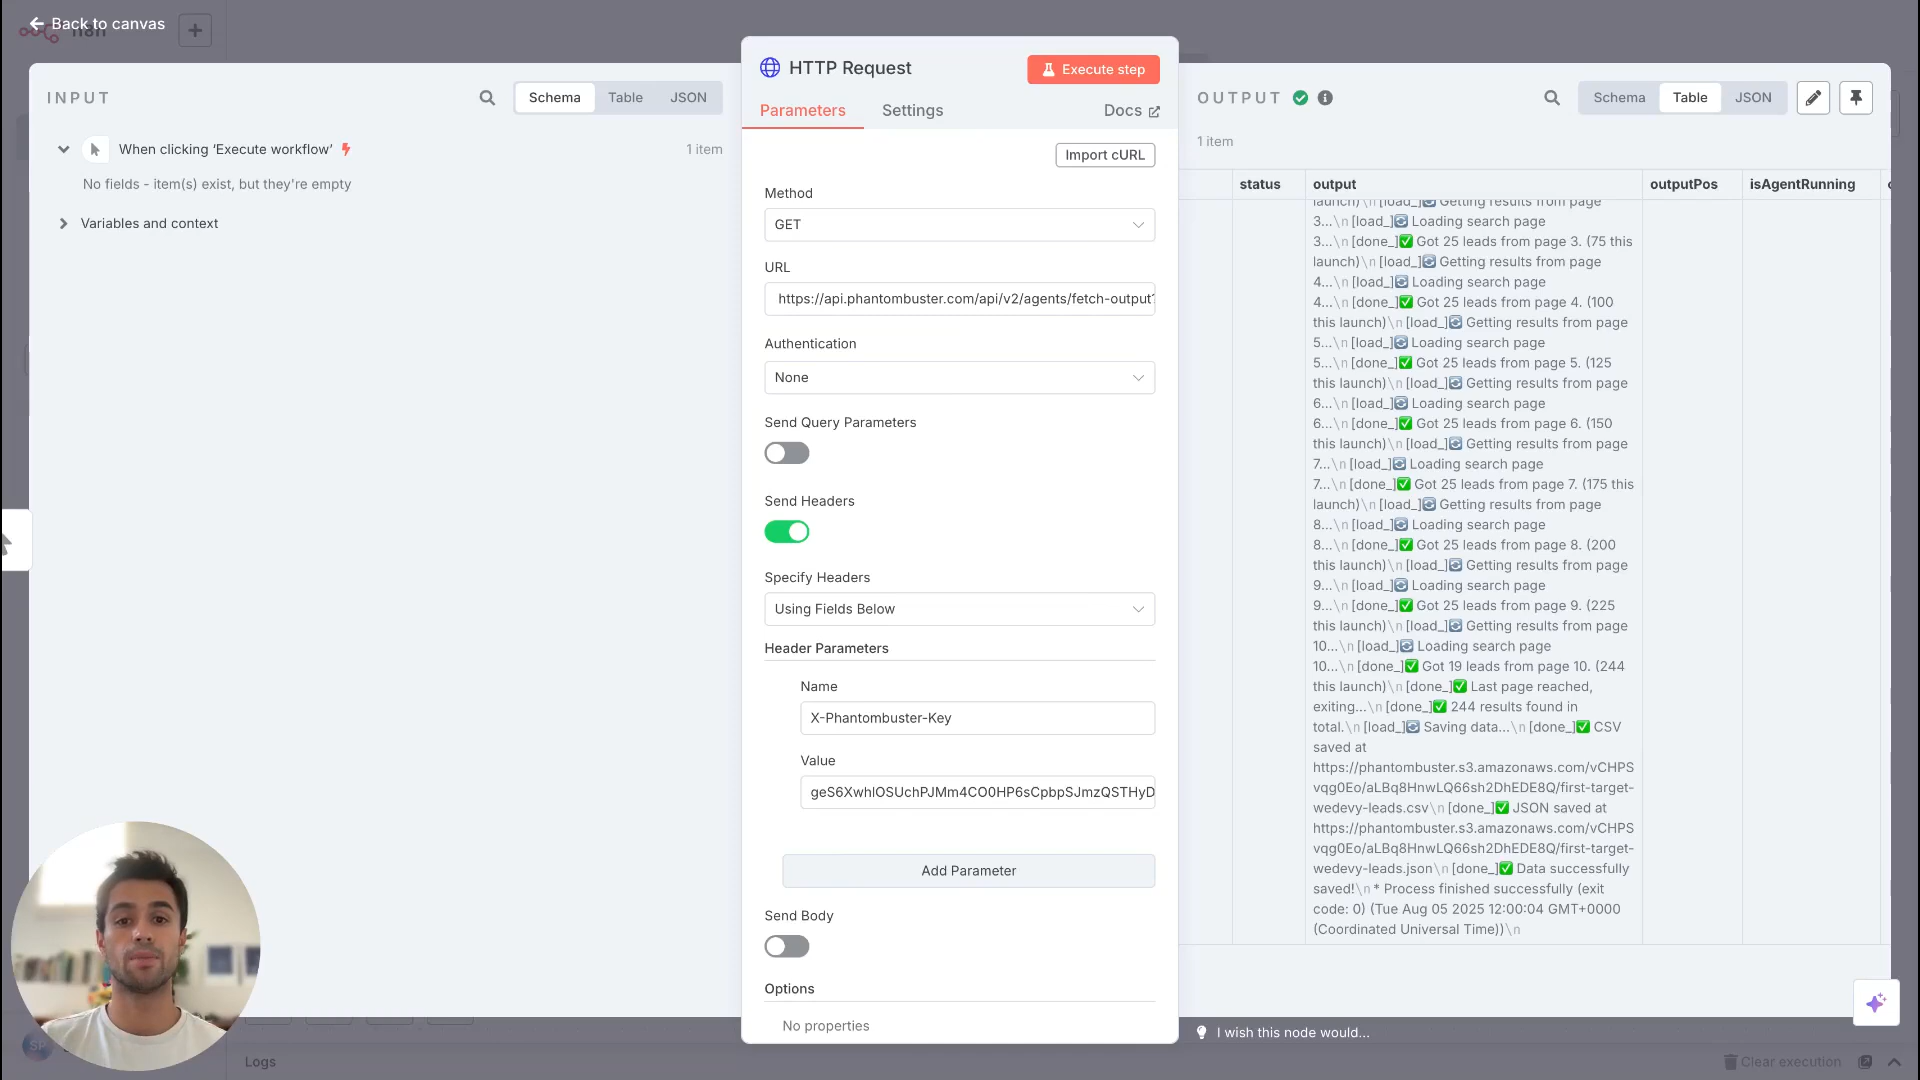 Back to canvas
n8n
INPUT
Schema
Table
JSON
When clicking ‘Execute workflow’
1 item
No fields - item(s) exist, but they're empty
Variables and context
HTTP Request
Execute step
Parameters
Settings
Docs
Import cURL
Method
GET
URL
https://api.phantombuster.com/api/v2/agents/fetch-output?
Authentication
None
Send Query Parameters
Send Headers
Specify Headers
Using Fields Below
Header Parameters
Name
X-Phantombuster-Key
Value
geS6XwhlOSUchPJMm4CO0HP6sCpbpSJmzQSTHyD
Add Parameter
Send Body
Options
No properties
OUTPUT
Schema
Table
JSON
1 item
status
output
outputPos
isAgentRunning
launch)\n[load_]🔄 Getting results from page
3...\n[load_]🔄 Loading search page
3...\n[done_]✅ Got 25 leads from page 3. (75 this
launch)\n[load_]🔄 Getting results from page
4...\n[load_]🔄 Loading search page
4...\n[done_]✅ Got 25 leads from page 4. (100
this launch)\n[load_]🔄 Getting results from page
5...\n[load_]🔄 Loading search page
5...\n[done_]✅ Got 25 leads from page 5. (125
this launch)\n[load_]🔄 Getting results from page
6...\n[load_]🔄 Loading search page
6...\n[done_]✅ Got 25 leads from page 6. (150
this launch)\n[load_]🔄 Getting results from page
7...\n[load_]🔄 Loading search page
7...\n[done_]✅ Got 25 leads from page 7. (175 this
launch)\n[load_]🔄 Getting results from page
8...\n[load_]🔄 Loading search page
8...\n[done_]✅ Got 25 leads from page 8. (200
this launch)\n[load_]🔄 Getting results from page
9...\n[load_]🔄 Loading search page
9...\n[done_]✅ Got 25 leads from page 9. (225
this launch)\n[load_]🔄 Getting results from page
10...\n[load_]🔄 Loading search page
10...\n[done_]✅ Got 19 leads from page 10. (244
this launch)\n[done_]✅ Last page reached,
exiting...\n[done_]✅ 244 results found in
total.\n[load_]🔄 Saving data...\n[done_]✅ CSV
saved at
https://phantombuster.s3.amazonaws.com/vCHPS
vqg0Eo/aLBq8HnwLQ66sh2DhEDE8Q/first-target-
wedevy-leads.csv\n[done_]✅ JSON saved at
https://phantombuster.s3.amazonaws.com/vCHPS
vqg0Eo/aLBq8HnwLQ66sh2DhEDE8Q/first-target-
wedevy-leads.json\n[done_]✅ Data successfully
saved!\n* Process finished successfully (exit
code: 0) (Tue Aug 05 2025 12:00:04 GMT+0000
(Coordinated Universal Time))\n
I wish this node would...
Logs
Clear execution